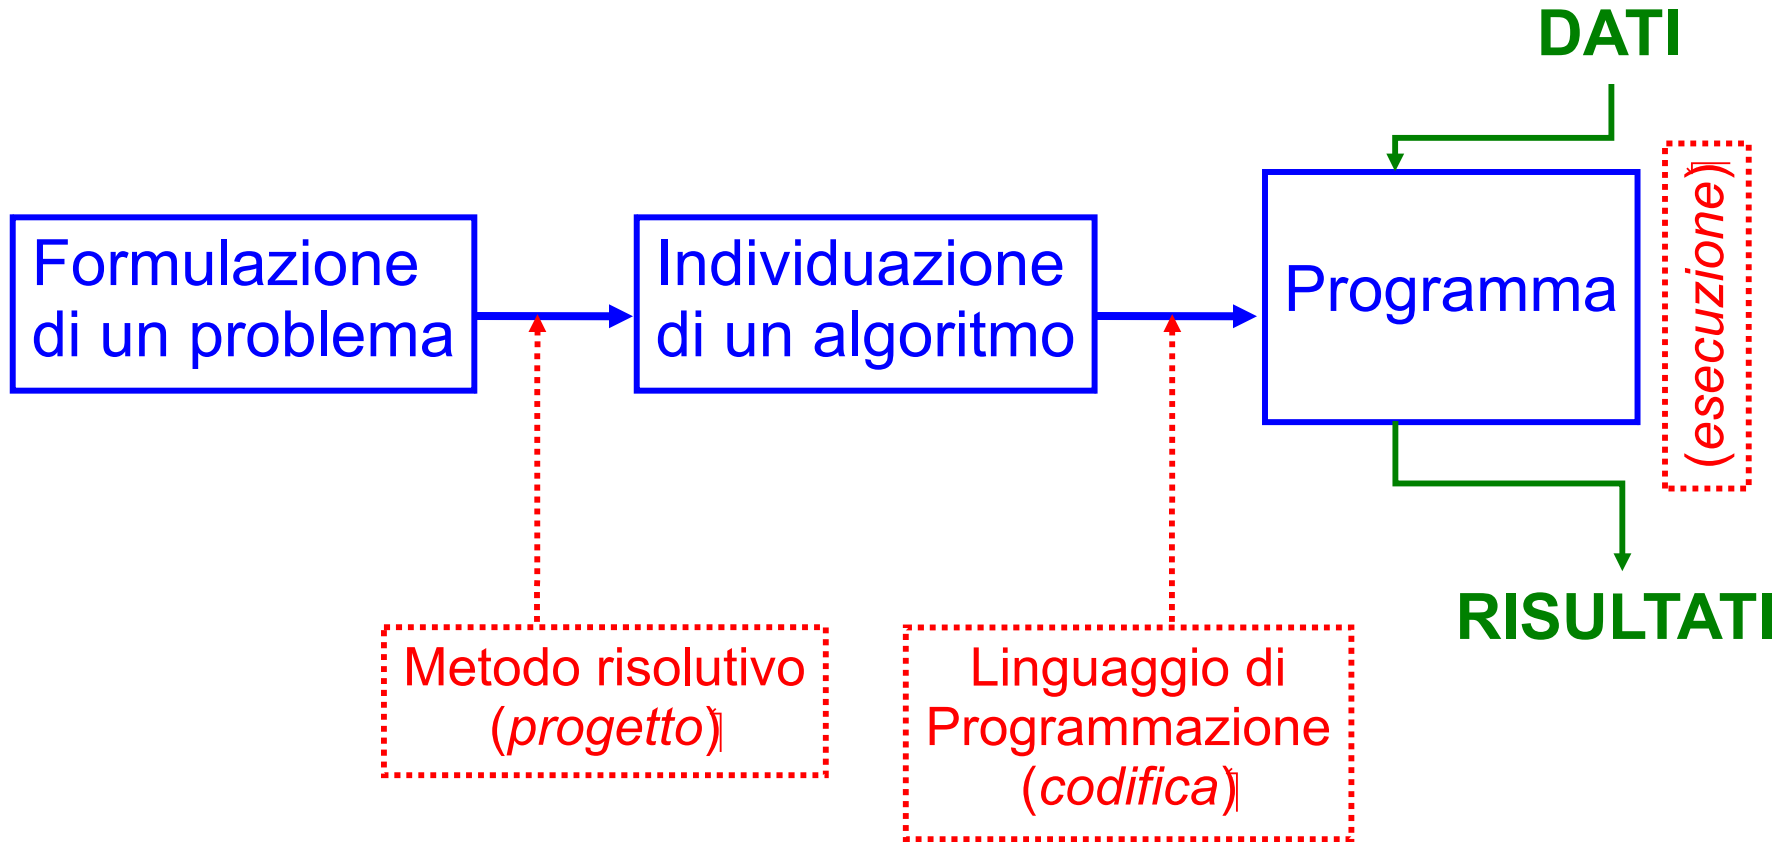 DATI
Formulazione
di un problema
Individuazione
di un algoritmo
Programma
(esecuzione)
RISULTATI
Metodo risolutivo
(progetto)
Linguaggio di
Programmazione
(codifica)